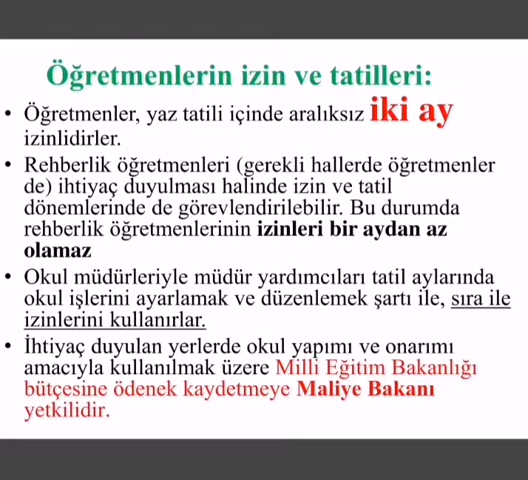 Öğretmenlerin izin ve tatilleri:
• Öğretmenler, yaz tatili içinde aralıksız iki ay
izinlidirler.
• Rehberlik öğretmenleri (gerekli hallerde öğretmenler
de) ihtiyaç duyulması halinde izin ve tatil
dönemlerinde de görevlendirilebilir. Bu durumda
rehberlik öğretmenlerinin izinleri bir aydan az
olamaz
• Okul müdürleriyle müdür yardımcıları tatil aylarında
okul işlerini ayarlamak ve düzenlemek şartı ile, sıra ile
izinlerini kullanırlar.
• İhtiyaç duyulan yerlerde okul yapımı ve onarımı
amacıyla kullanılmak üzere Milli Eğitim Bakanlığı
bütçesine ödenek kaydetmeye Maliye Bakanı
yetkilidir.